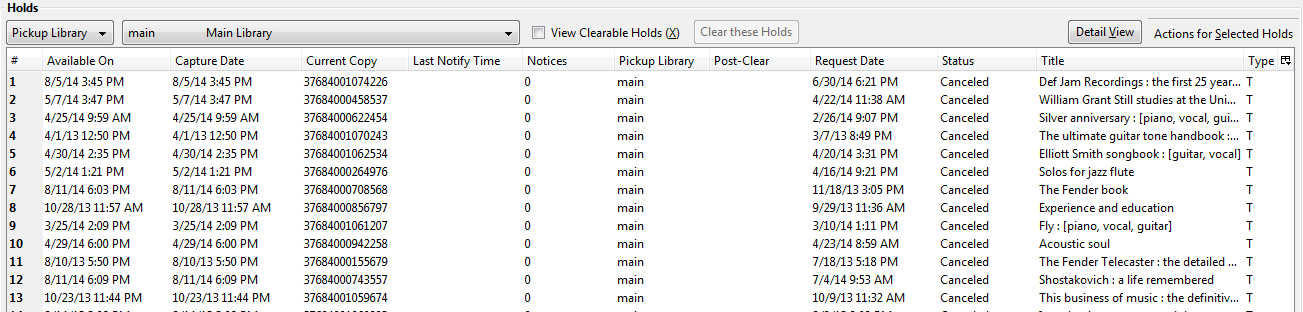 Holds
Pickup Library main Main Library View Clearable Holds (X) Clear these Holds Detail View Actions for Selected Holds
# Available On Capture Date Current Copy Last Notify Time Notices Pickup Library Post-Clear Request Date Status Title Type
1 8/5/14 3:45 PM 8/5/14 3:45 PM 37684001074226 0 main 6/30/14 6:21 PM Canceled Def Jam Recordings : the first 25 year... T
2 5/7/14 3:47 PM 5/7/14 3:47 PM 37684000458537 0 main 4/22/14 11:38 AM Canceled William Grant Still studies at the Uni... T
3 4/25/14 9:59 AM 4/25/14 9:59 AM 37684000622454 0 main 2/26/14 9:07 PM Canceled Silver anniversary : [piano, vocal, gui... T
4 4/1/13 12:50 PM 4/1/13 12:50 PM 37684001070243 0 main 3/7/13 8:49 PM Canceled The ultimate guitar tone handbook :... T
5 4/30/14 2:35 PM 4/30/14 2:35 PM 37684001062534 0 main 4/20/14 3:31 PM Canceled Elliott Smith songbook : [guitar, vocal] T
6 5/2/14 1:21 PM 5/2/14 1:21 PM 37684000264976 0 main 4/16/14 9:21 PM Canceled Solos for jazz flute T
7 8/11/14 6:03 PM 8/11/14 6:03 PM 37684000708568 0 main 11/18/13 3:05 PM Canceled The Fender book T
8 10/28/13 11:57 AM 10/28/13 11:57 AM 37684000856797 0 main 9/29/13 11:36 AM Canceled Experience and education T
9 3/25/14 2:09 PM 3/25/14 2:09 PM 37684001061207 0 main 3/10/14 1:11 PM Canceled Fly : [piano, vocal, guitar] T
10 4/29/14 6:00 PM 4/29/14 6:00 PM 37684000942258 0 main 4/23/14 8:59 AM Canceled Acoustic soul T
11 8/10/13 5:50 PM 8/10/13 5:50 PM 37684000155679 0 main 7/18/13 5:18 PM Canceled The Fender Telecaster : the detailed ... T
12 8/11/14 6:09 PM 8/11/14 6:09 PM 37684000743557 0 main 7/4/14 9:53 AM Canceled Shostakovich : a life remembered T
13 10/23/13 11:44 PM 10/23/13 11:44 PM 37684001059674 0 main 10/9/13 11:32 AM Canceled This business of music : the definitiv... T